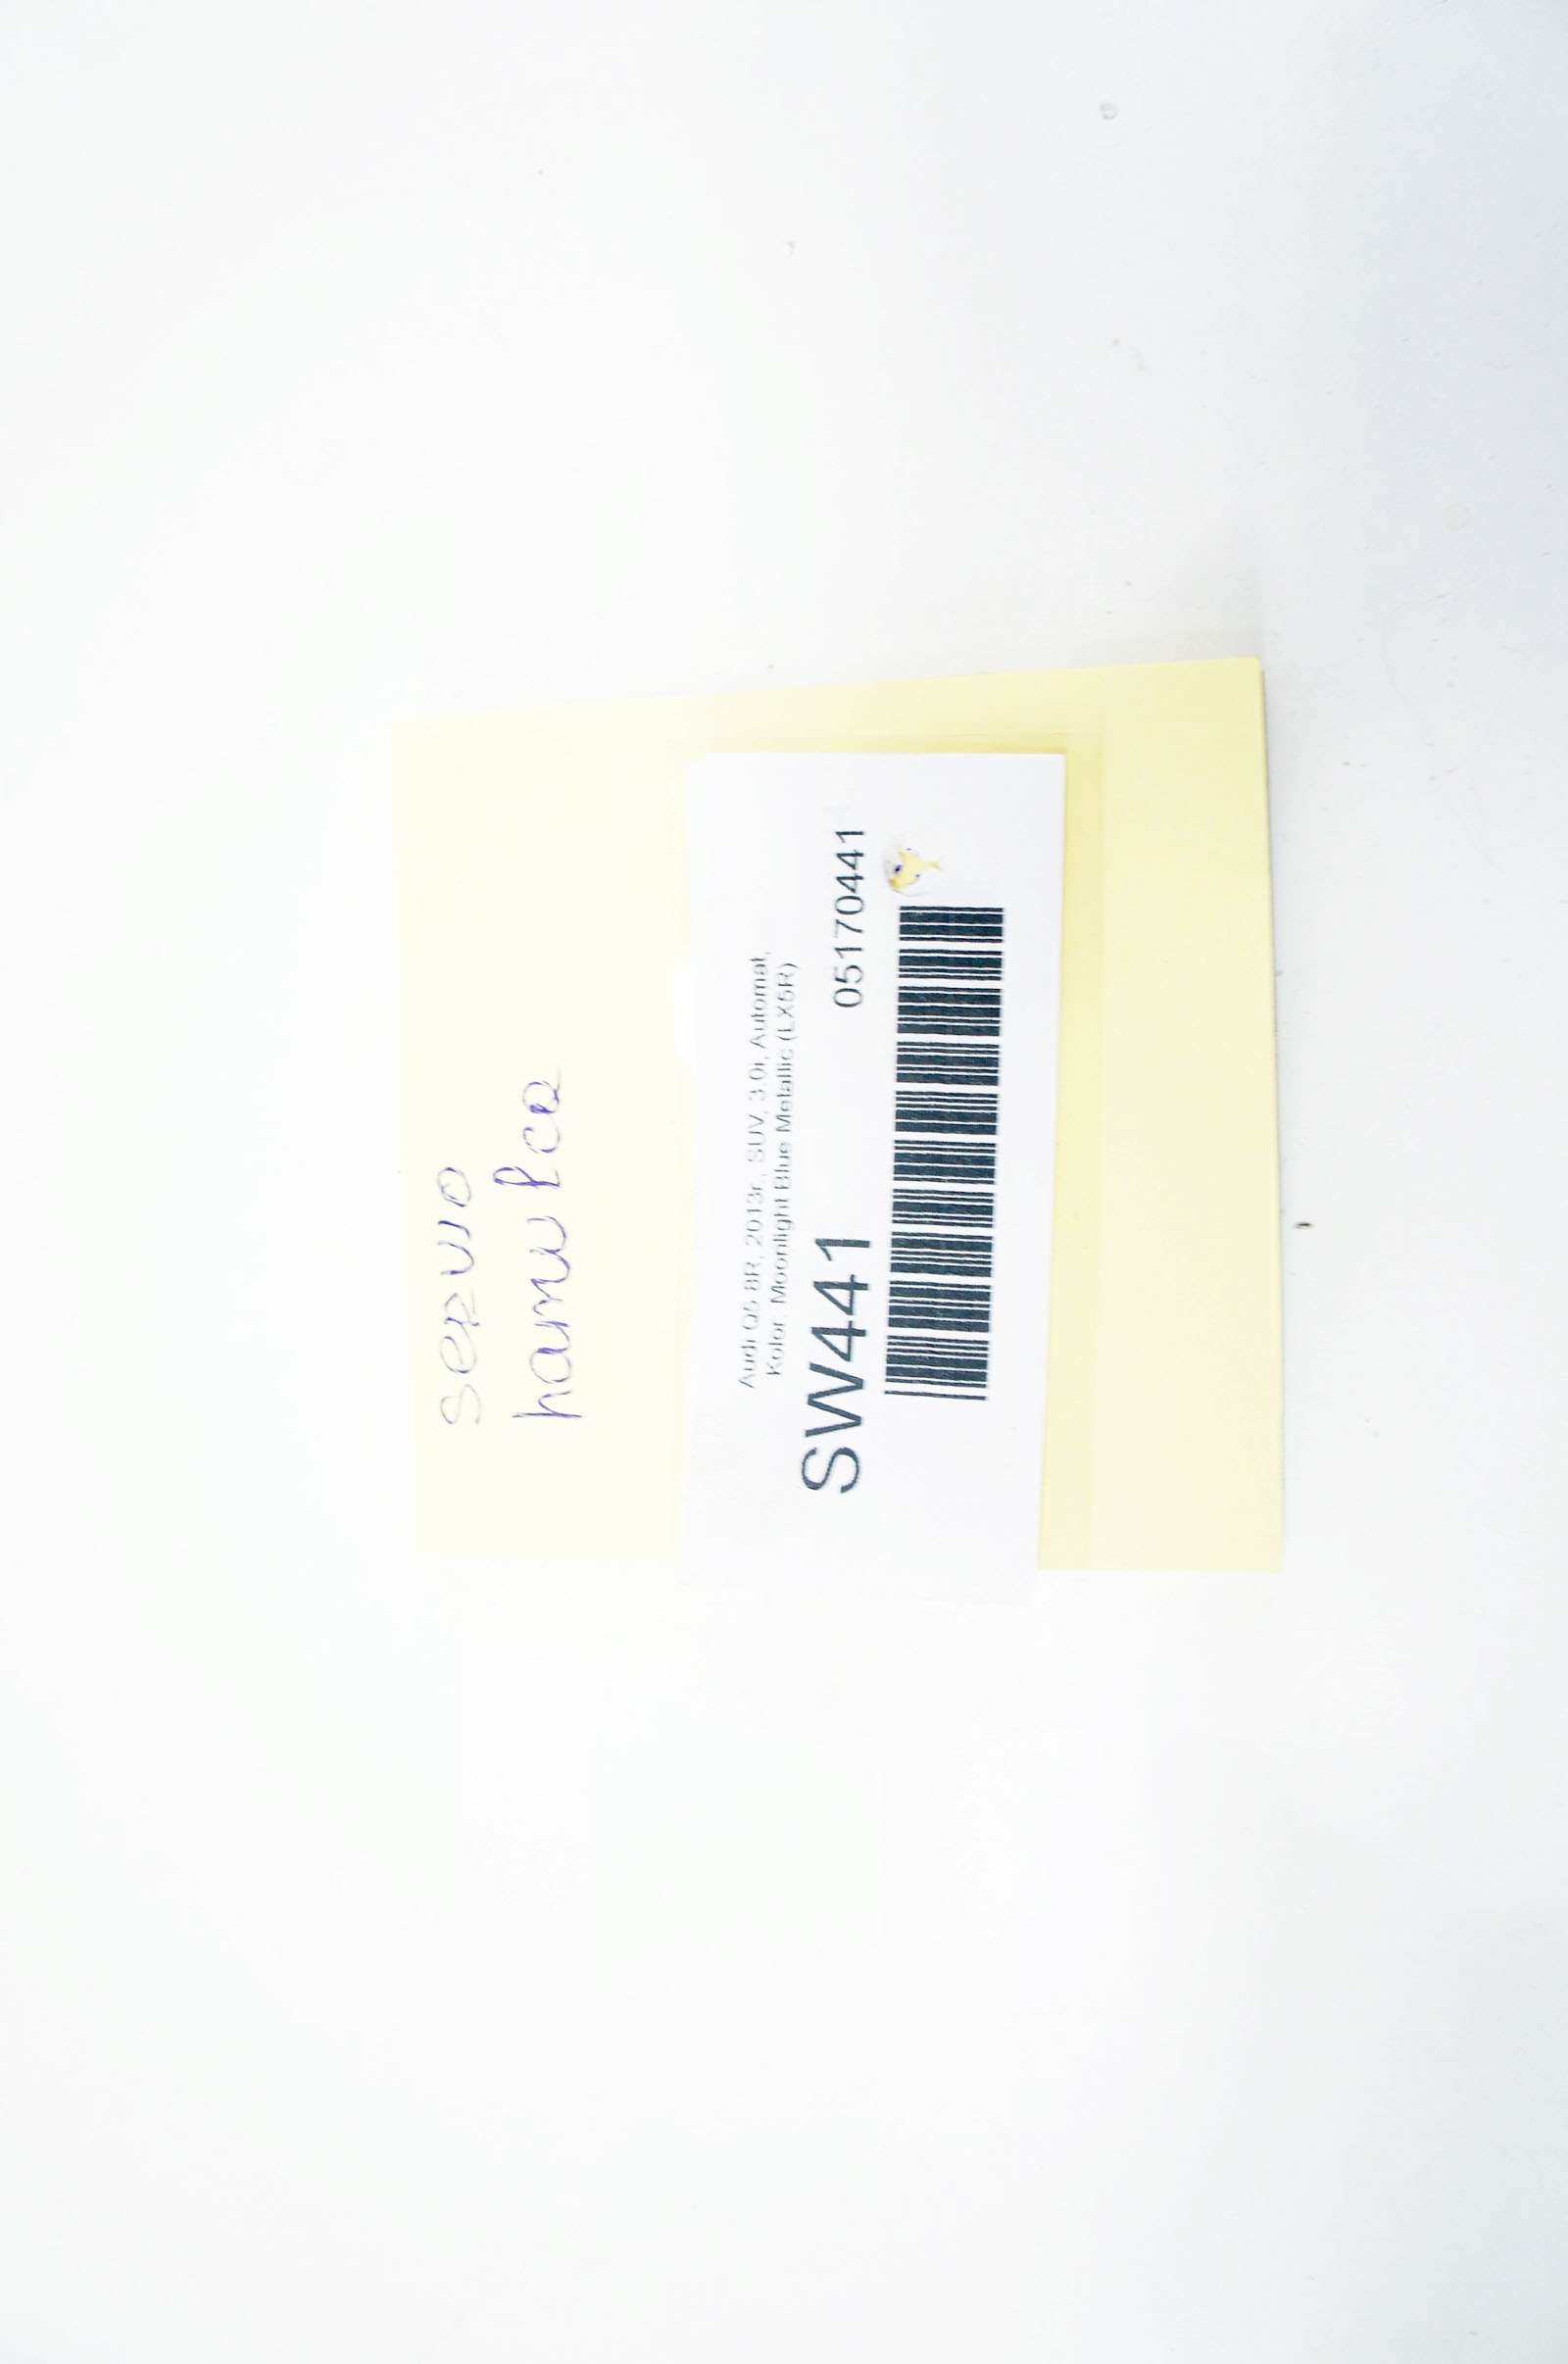 serwo
hamulca
Audi Q5 8R, 2013r., SUV, 3.0i, Automat,
Kolor: Moonlight Blue Metallic (LX5R)
SW441
05170441